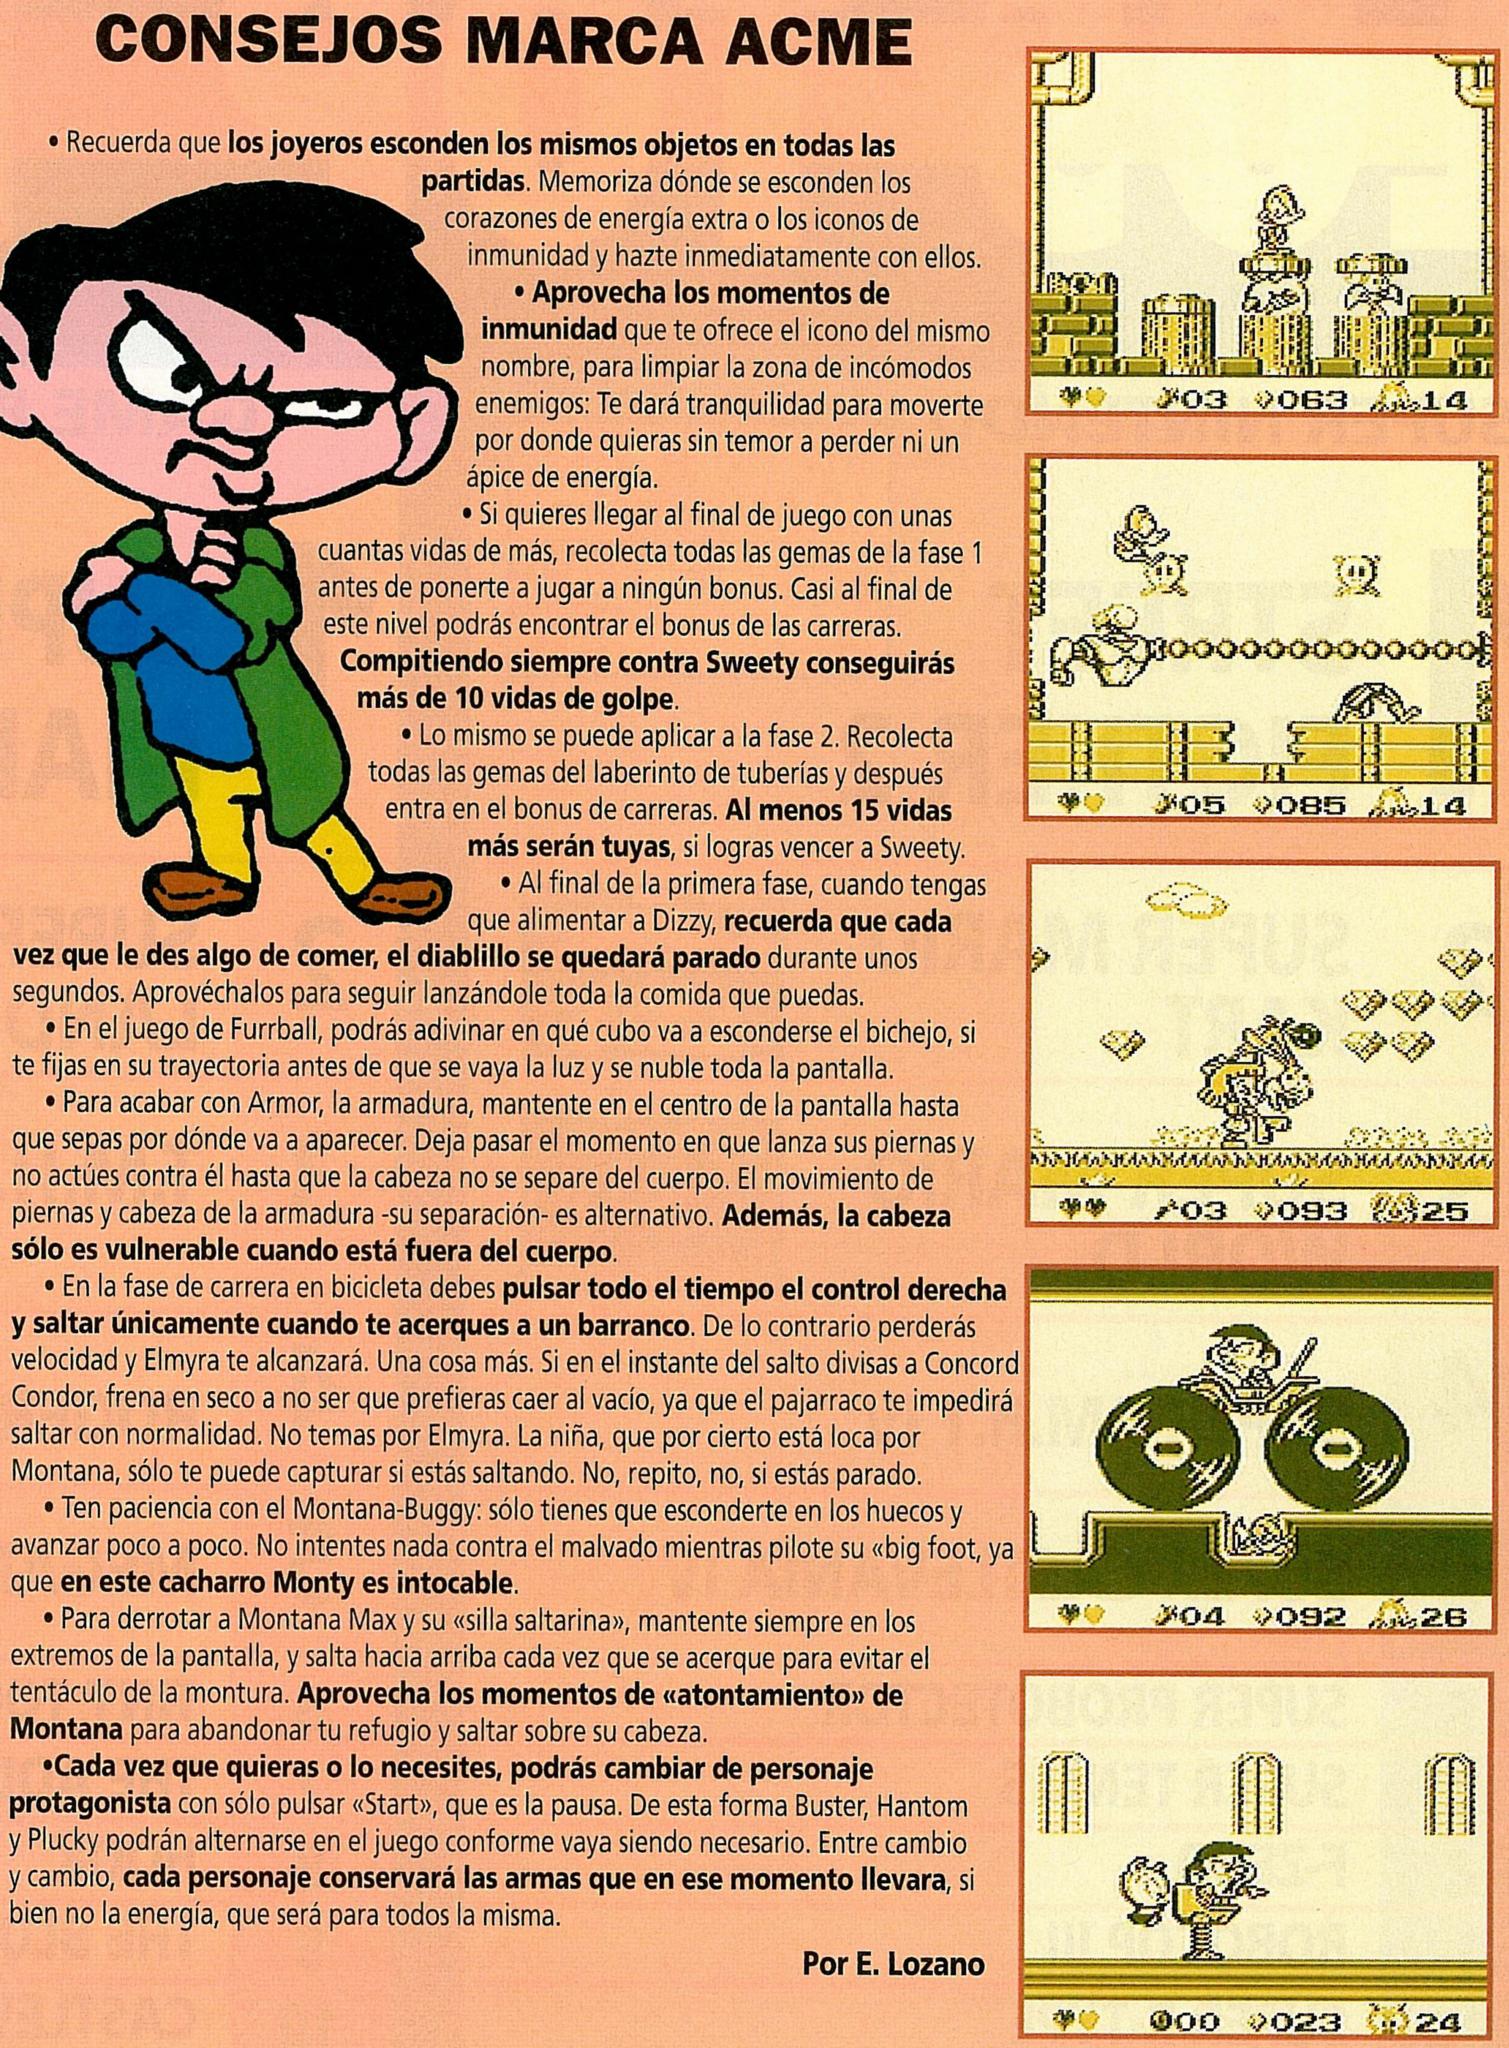 CONSEJOS MARCA ACME
• Recuerda que los joyeros esconden los mismos objetos en todas las
partidas. Memoriza dónde se esconden los
corazones de energía extra o los iconos de
inmunidad y hazte inmediatamente con ellos.
• Aprovecha los momentos de
inmunidad que te ofrece el icono del mismo
nombre, para limpiar la zona de incómodos
enemigos: Te dará tranquilidad para moverte
por donde quieras sin temor a perder ni un
ápice de energía.
• Si quieres llegar al final de juego con unas
cuantas vidas de más, recolecta todas las gemas de la fase 1
antes de ponerte a jugar a ningún bonus. Casi al final de
este nivel podrás encontrar el bonus de las carreras.
Compitiendo siempre contra Sweety conseguirás
más de 10 vidas de golpe.
• Lo mismo se puede aplicar a la fase 2. Recolecta
todas las gemas del laberinto de tuberías y después
entra en el bonus de carreras. Al menos 15 vidas
más serán tuyas, si logras vencer a Sweety.
• Al final de la primera fase, cuando tengas
que alimentar a Dizzy, recuerda que cada
vez que le des algo de comer, el diablillo se quedará parado durante unos
segundos. Aprovéchalos para seguir lanzándole toda la comida que puedas.
• En el juego de Furrball, podrás adivinar en qué cubo va a esconderse el bichejo, si
te fijas en su trayectoria antes de que se vaya la luz y se nuble toda la pantalla.
• Para acabar con Armor, la armadura, mantente en el centro de la pantalla hasta
que sepas por dónde va a aparecer. Deja pasar el momento en que lanza sus piernas y
no actúes contra él hasta que la cabeza no se separe del cuerpo. El movimiento de
piernas y cabeza de la armadura -su separación- es alternativo. Además, la cabeza
sólo es vulnerable cuando está fuera del cuerpo.
• En la fase de carrera en bicicleta debes pulsar todo el tiempo el control derecha
y saltar únicamente cuando te acerques a un barranco. De lo contrario perderás
velocidad y Elmyra te alcanzará. Una cosa más. Si en el instante del salto divisas a Concord
Condor, frena en seco a no ser que prefieras caer al vacío, ya que el pajarraco te impedirá
saltar con normalidad. No temas por Elmyra. La niña, que por cierto está loca por
Montana, sólo te puede capturar si estás saltando. No, repito, no, si estás parado.
• Ten paciencia con el Montana-Buggy: sólo tienes que esconderte en los huecos y
avanzar poco a poco. No intentes nada contra el malvado mientras pilote su «big foot, ya
que en este cacharro Monty es intocable.
• Para derrotar a Montana Max y su «silla saltarina», mantente siempre en los
extremos de la pantalla, y salta hacia arriba cada vez que se acerque para evitar el
tentáculo de la montura. Aprovecha los momentos de «atontamiento» de
Montana para abandonar tu refugio y saltar sobre su cabeza.
•Cada vez que quieras o lo necesites, podrás cambiar de personaje
protagonista con sólo pulsar «Start», que es la pausa. De esta forma Buster, Hantom
y Plucky podrán alternarse en el juego conforme vaya siendo necesario. Entre cambio
y cambio, cada personaje conservará las armas que en ese momento llevara, si
bien no la energía, que será para todos la misma.
Por E. Lozano
03 063 14
05 085 14
03 093 25
04 092 26
00 023 24